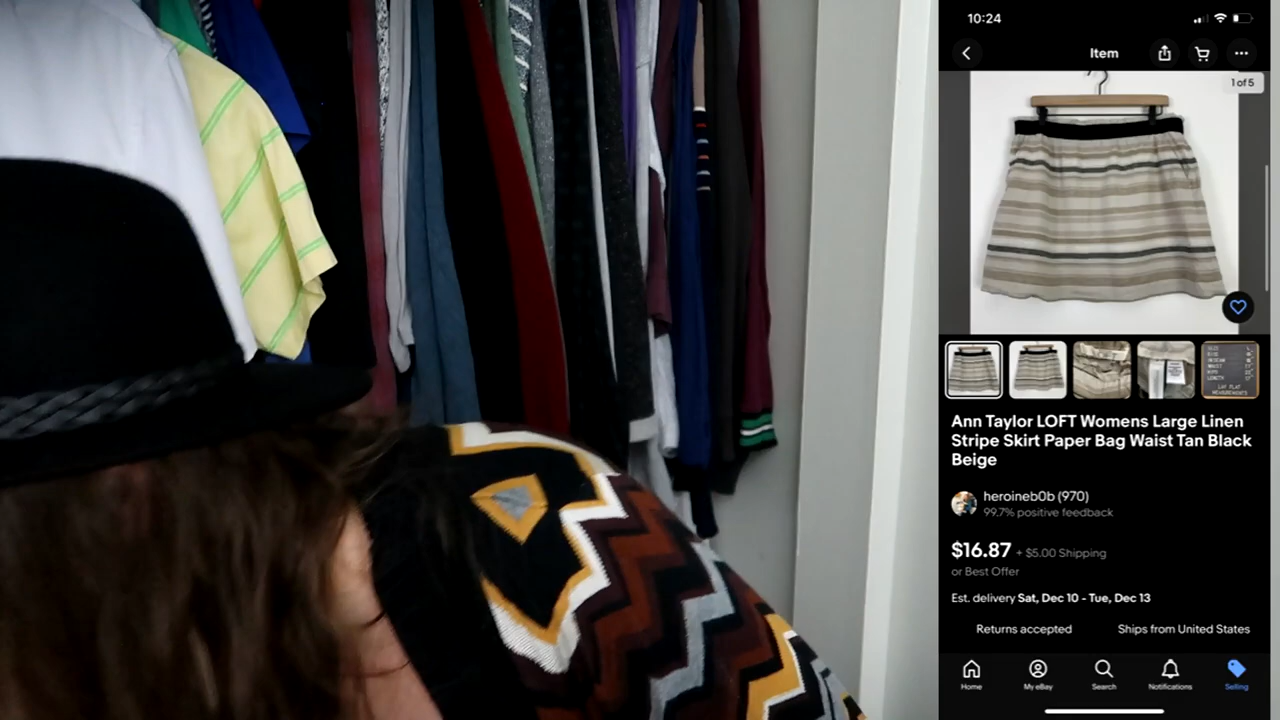 10:24
Item
1 of 5
Ann Taylor LOFT Womens Large Linen
Stripe Skirt Paper Bag Waist Tan Black
Beige
heroineb0b (970)
99.7% positive feedback
$16.87 + $5.00 Shipping
or Best Offer
Est. delivery Sat, Dec 10 - Tue, Dec 13
Returns accepted
Ships from United States
Home
My eBay
Search
Notifications
Selling